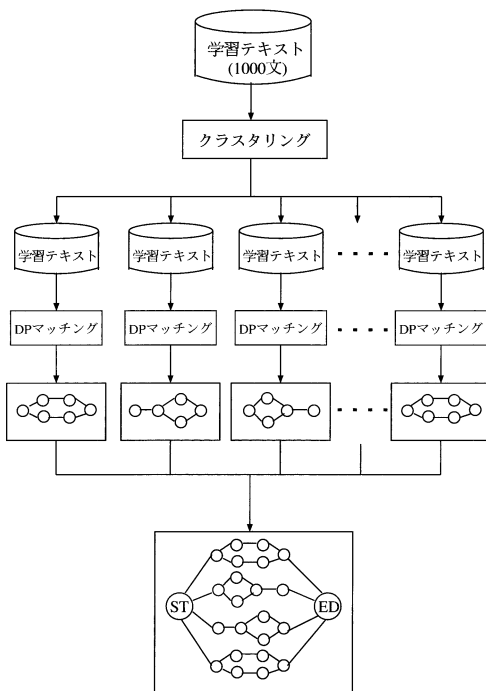 学習テキスト
(1000文)
クラスタリング
学習テキスト
学習テキスト
学習テキスト
学習テキスト
DPマッチング
DPマッチング
DPマッチング
DPマッチング
ST
ED